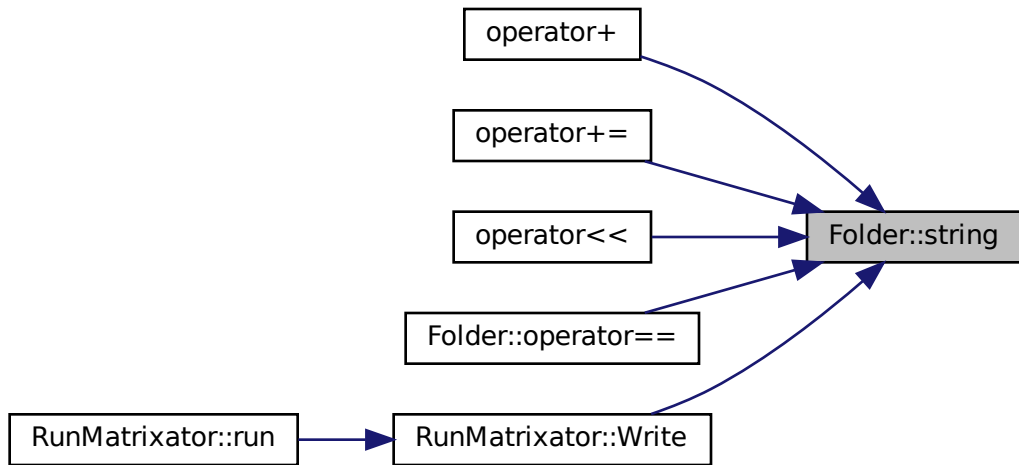 operator+
operator+=
operator<<
Folder::string
Folder::operator==
RunMatrixator::run
RunMatrixator::Write